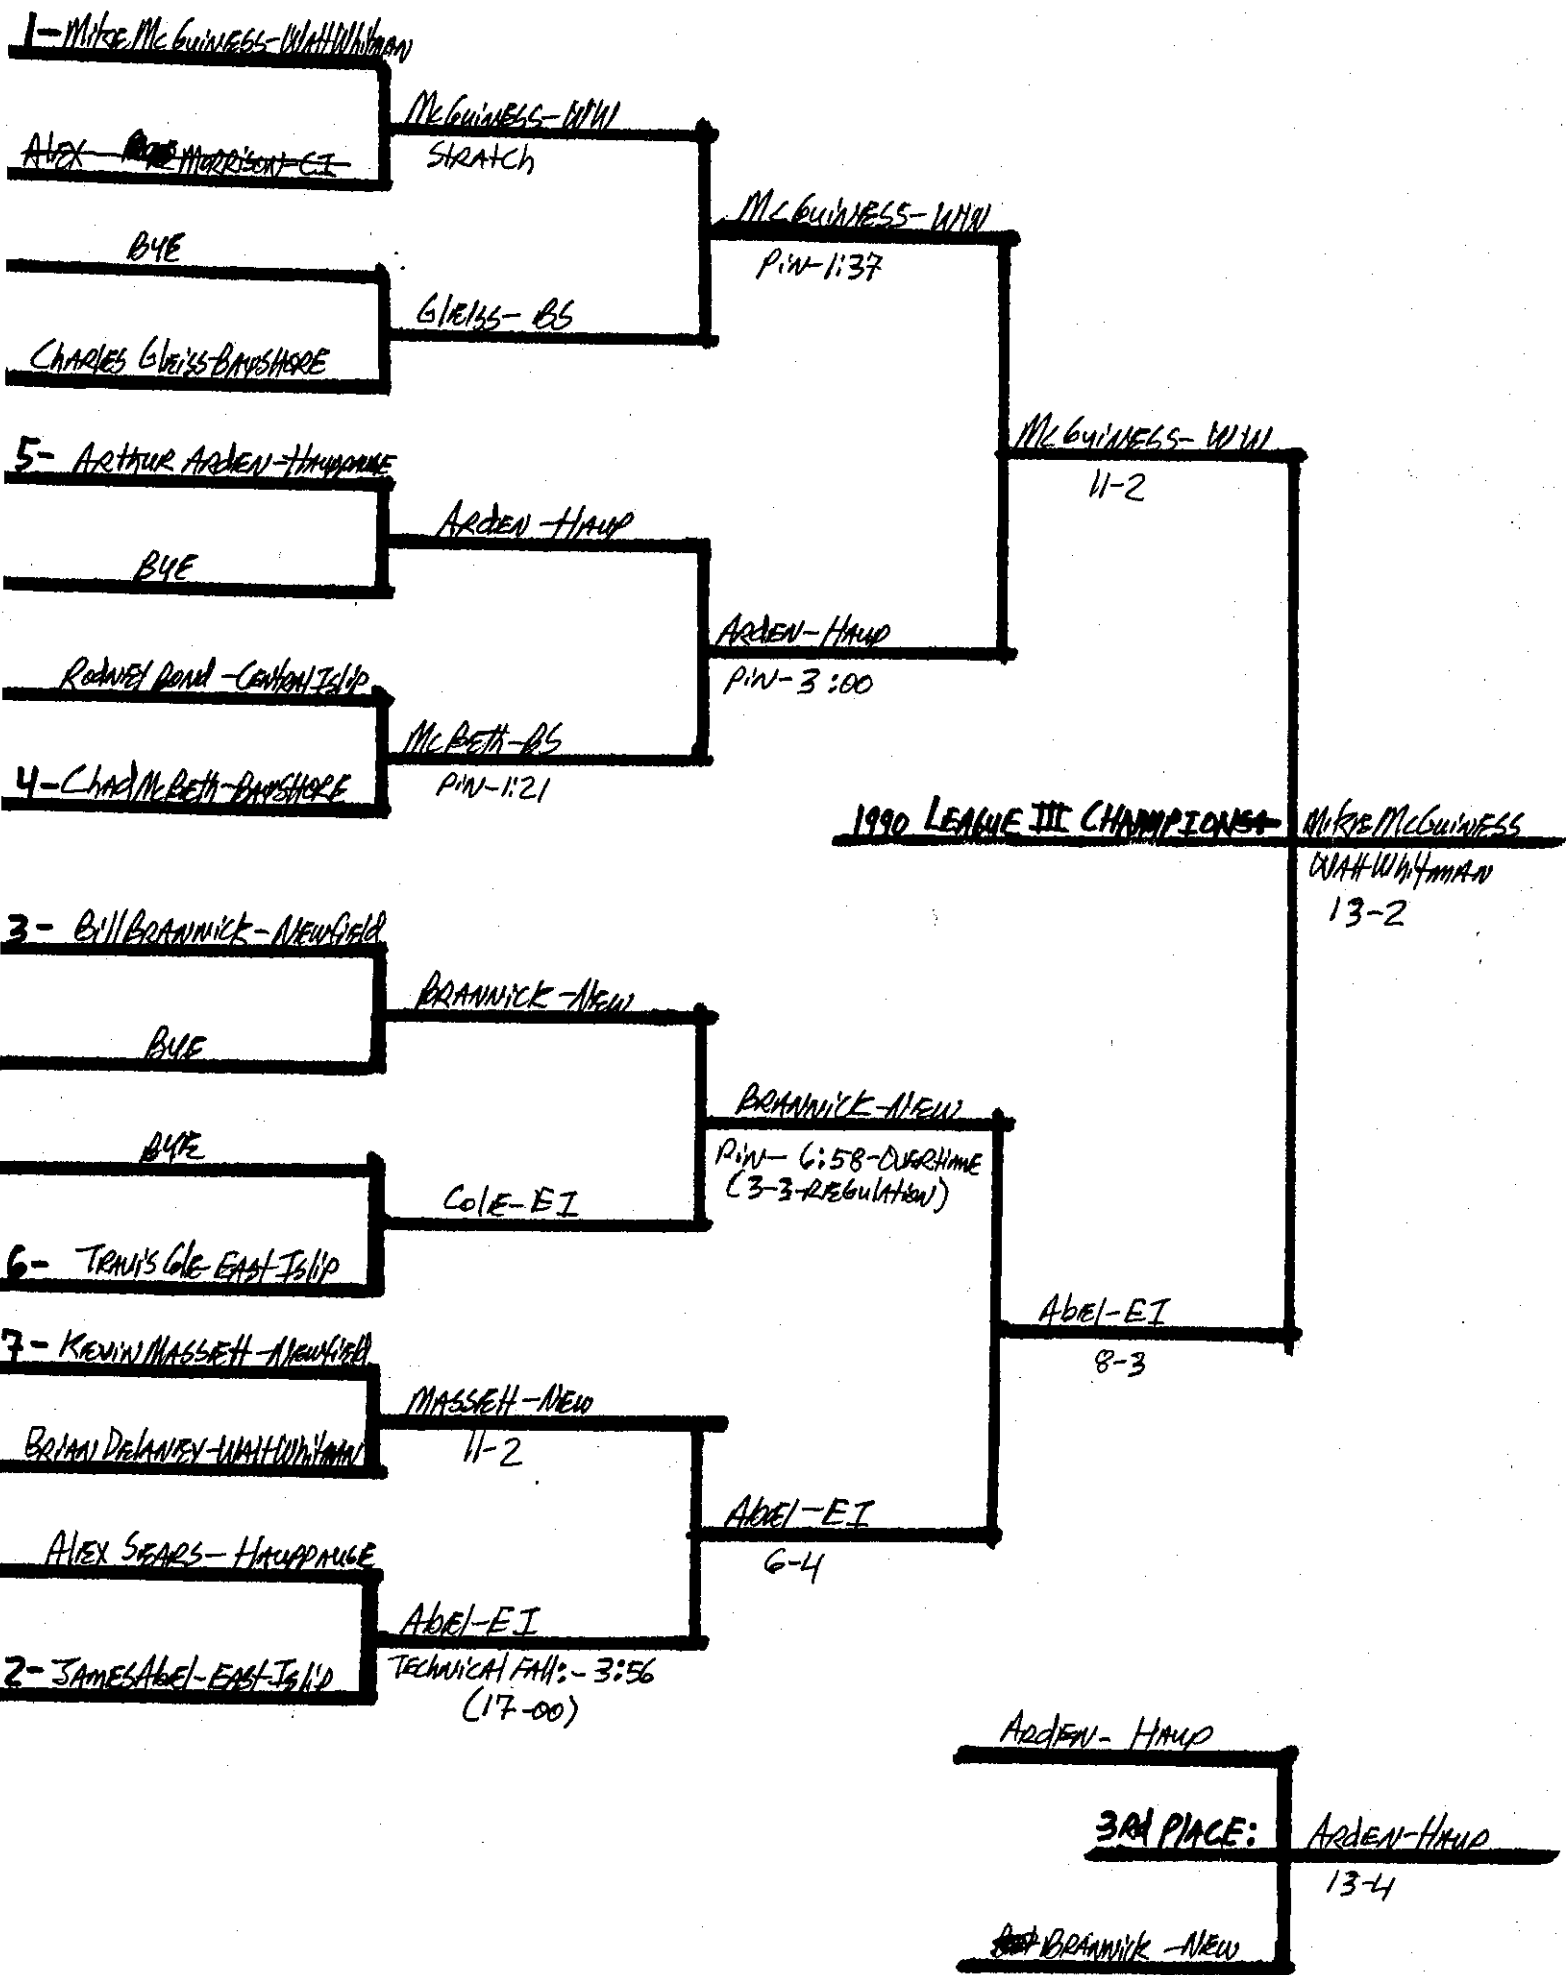 1-Mike McGuiness-Walt Whitman
McGuiness-WW
Stratch
Alex Morrison-CI
McGuiness-WW
Pin-1:37
Bye
Gleiss-BS
Charles Gleiss-Bayshore
McGuiness-WW
11-2
5- Arthur Arden-Hauppauge
Arden-Haup
Bye
Arden-Haup
Pin-3:00
Rodney Bond-Central Islip
McBeth-BS
Pin-1:21
4-Chad McBeth-Bayshore
1990 League III Champions- Mike McGuiness
Walt Whitman
13-2
3- Bill Brannick-Newfield
Brannick-New
Bye
Brannick-New
Pin- 6:58-Overtime
(3-3-Regulation)
Bye
Cole-EI
6- Travis Cole-East Islip
Abel-EI
8-3
7- Kevin Massett-Newfield
Massett-New
11-2
Brian Delaney-Walt Whitman
Abel-EI
6-4
Alex Sears-Hauppauge
Abel-EI
Technical Fall:-3:56
(17-00)
2-James Abel-East Islip
Arden- Haup
3rd Place: Arden-Haup
13-4
Brannick-New